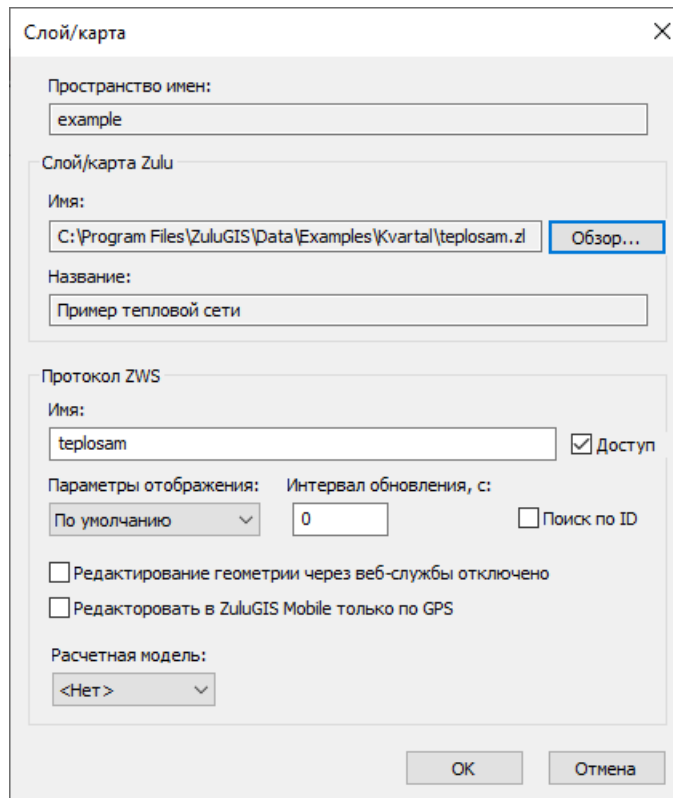 Слой/карта
Пространство имен:
example
Слой/карта Zulu
Имя:
C:\Program Files\ZuluGIS\Data\Examples\Kvartal\teplosam.zl
Обзор...
Название:
Пример тепловой сети
Протокол ZWS
Имя:
teplosam
Доступ
Параметры отображения: Интервал обновления, с:
По умолчанию 0 Поиск по ID
Редактирование геометрии через веб-службы отключено
Редакторовать в ZuluGIS Mobile только по GPS
Расчетная модель:
<Нет>
OK Отмена